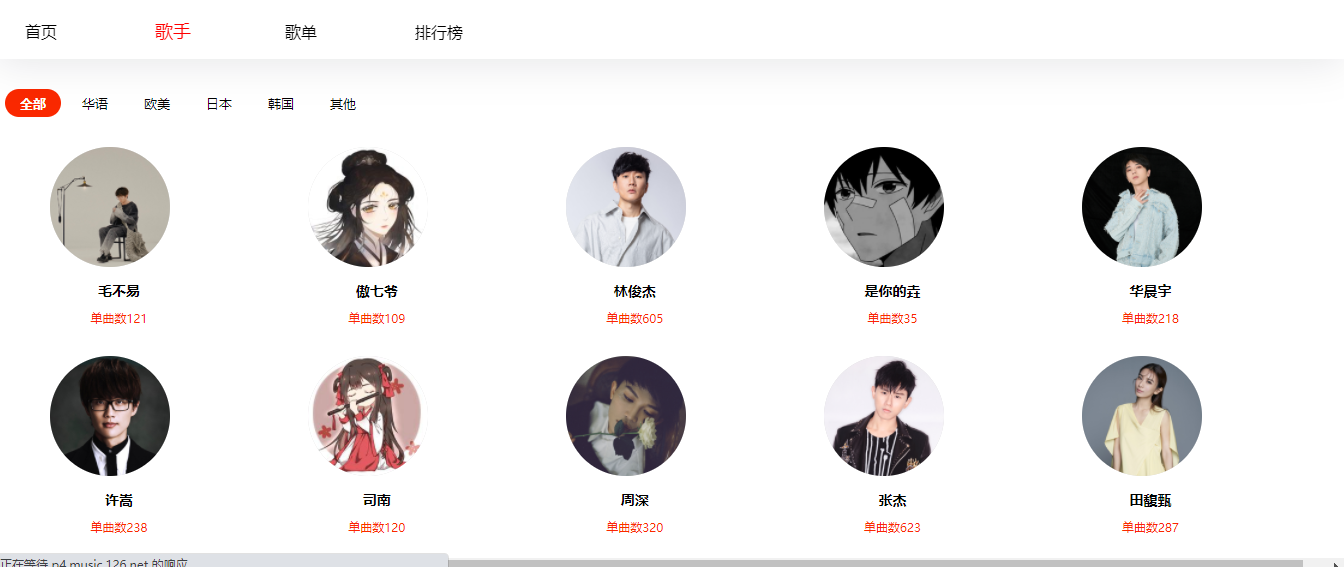 首页 歌手 歌单 排行榜
全部 华语 欧美 日本 韩国 其他
毛不易 傲七爷 林俊杰 是你的垚 华晨宇
单曲数121 单曲数109 单曲数605 单曲数35 单曲数218
许嵩 司南 周深 张杰 田馥甄
单曲数238 单曲数120 单曲数320 单曲数623 单曲数287
正在等待 p4.music.126.net 的响应